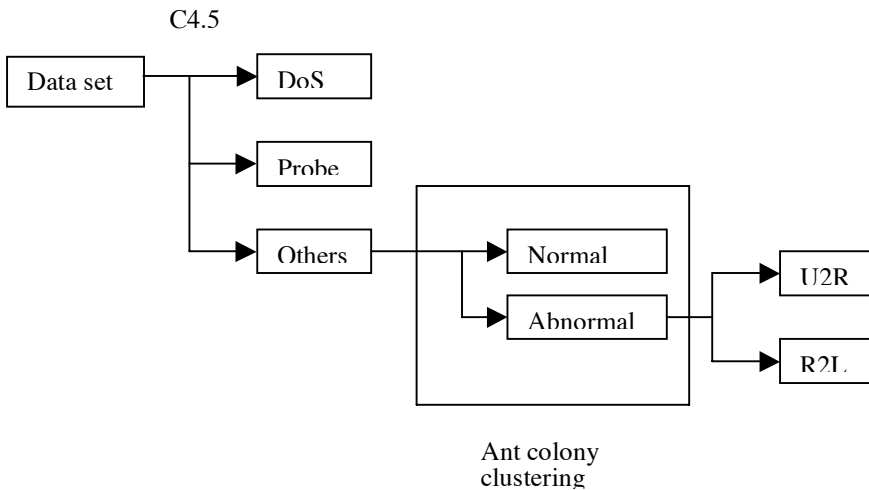 C4.5
Data set
DoS
Probe
Others
Normal
Abnormal
U2R
R2L
Ant colony
clustering